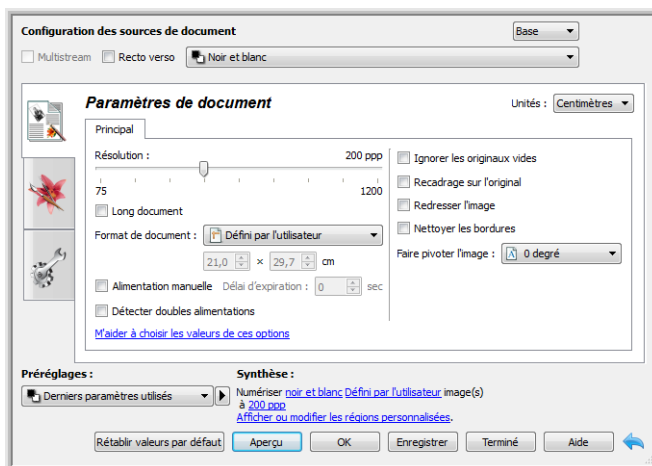 Configuration des sources de document
Base
Multistream
Recto verso
Noir et blanc
Paramètres de document
Unités :
Centimètres
Principal
Résolution :
200 ppp
75
1200
Long document
Format de document :
Défini par l'utilisateur
21,0 × 29,7 cm
Alimentation manuelle
Délai d'expiration :
0
sec
Détecter doubles alimentations
M'aider à choisir les valeurs de ces options
Ignorer les originaux vides
Recadrage sur l'original
Redresser l'image
Nettoyer les bordures
Faire pivoter l'image :
0 degré
Préréglages :
Derniers paramètres utilisés
Synthèse :
Numériser noir et blanc Défini par l'utilisateur image(s)
à 200 ppp
Afficher ou modifier les régions personnalisées.
Rétablir valeurs par défaut
Aperçu
OK
Enregistrer
Terminé
Aide